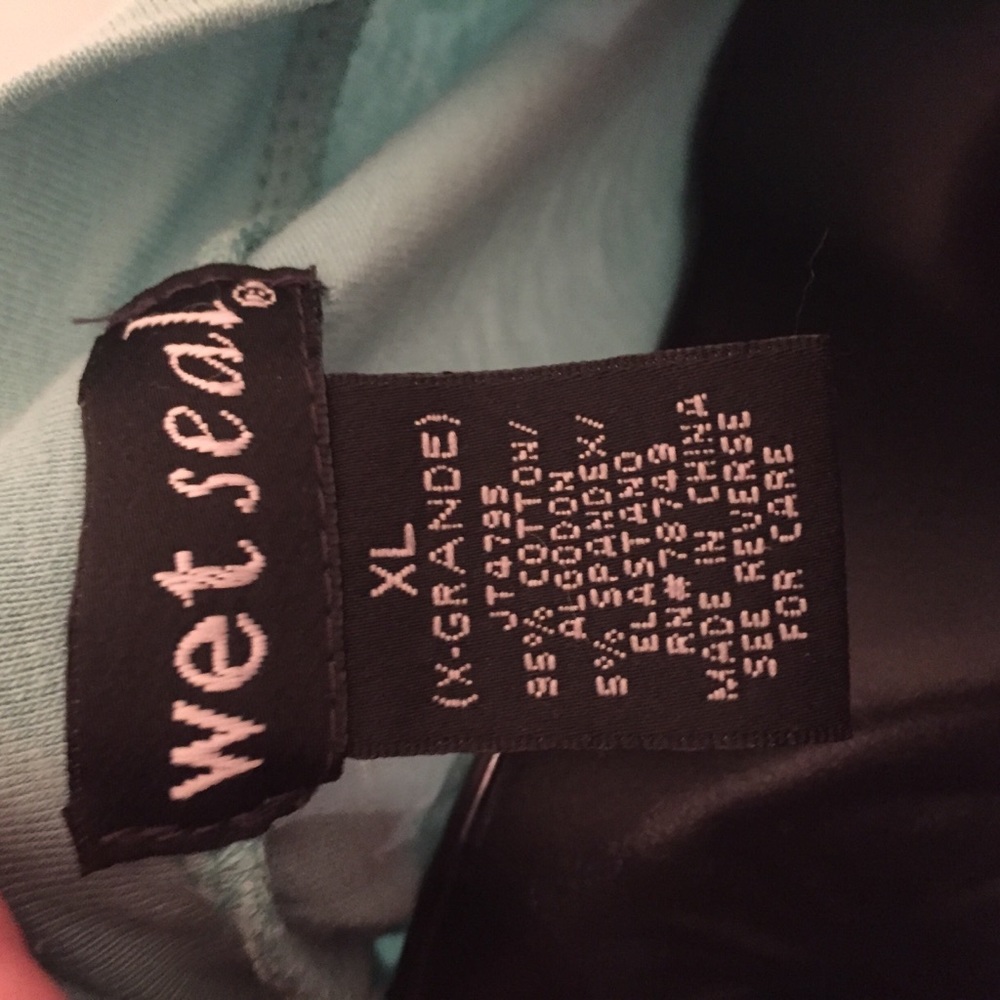 wet seal®
XL
(X-GRANDE)
JT4795
95% COTTON/
ALGODON
5% SPANDEX/
ELASTANO
RN#78743
MADE IN CHINA
SEE REVERSE
FOR CARE